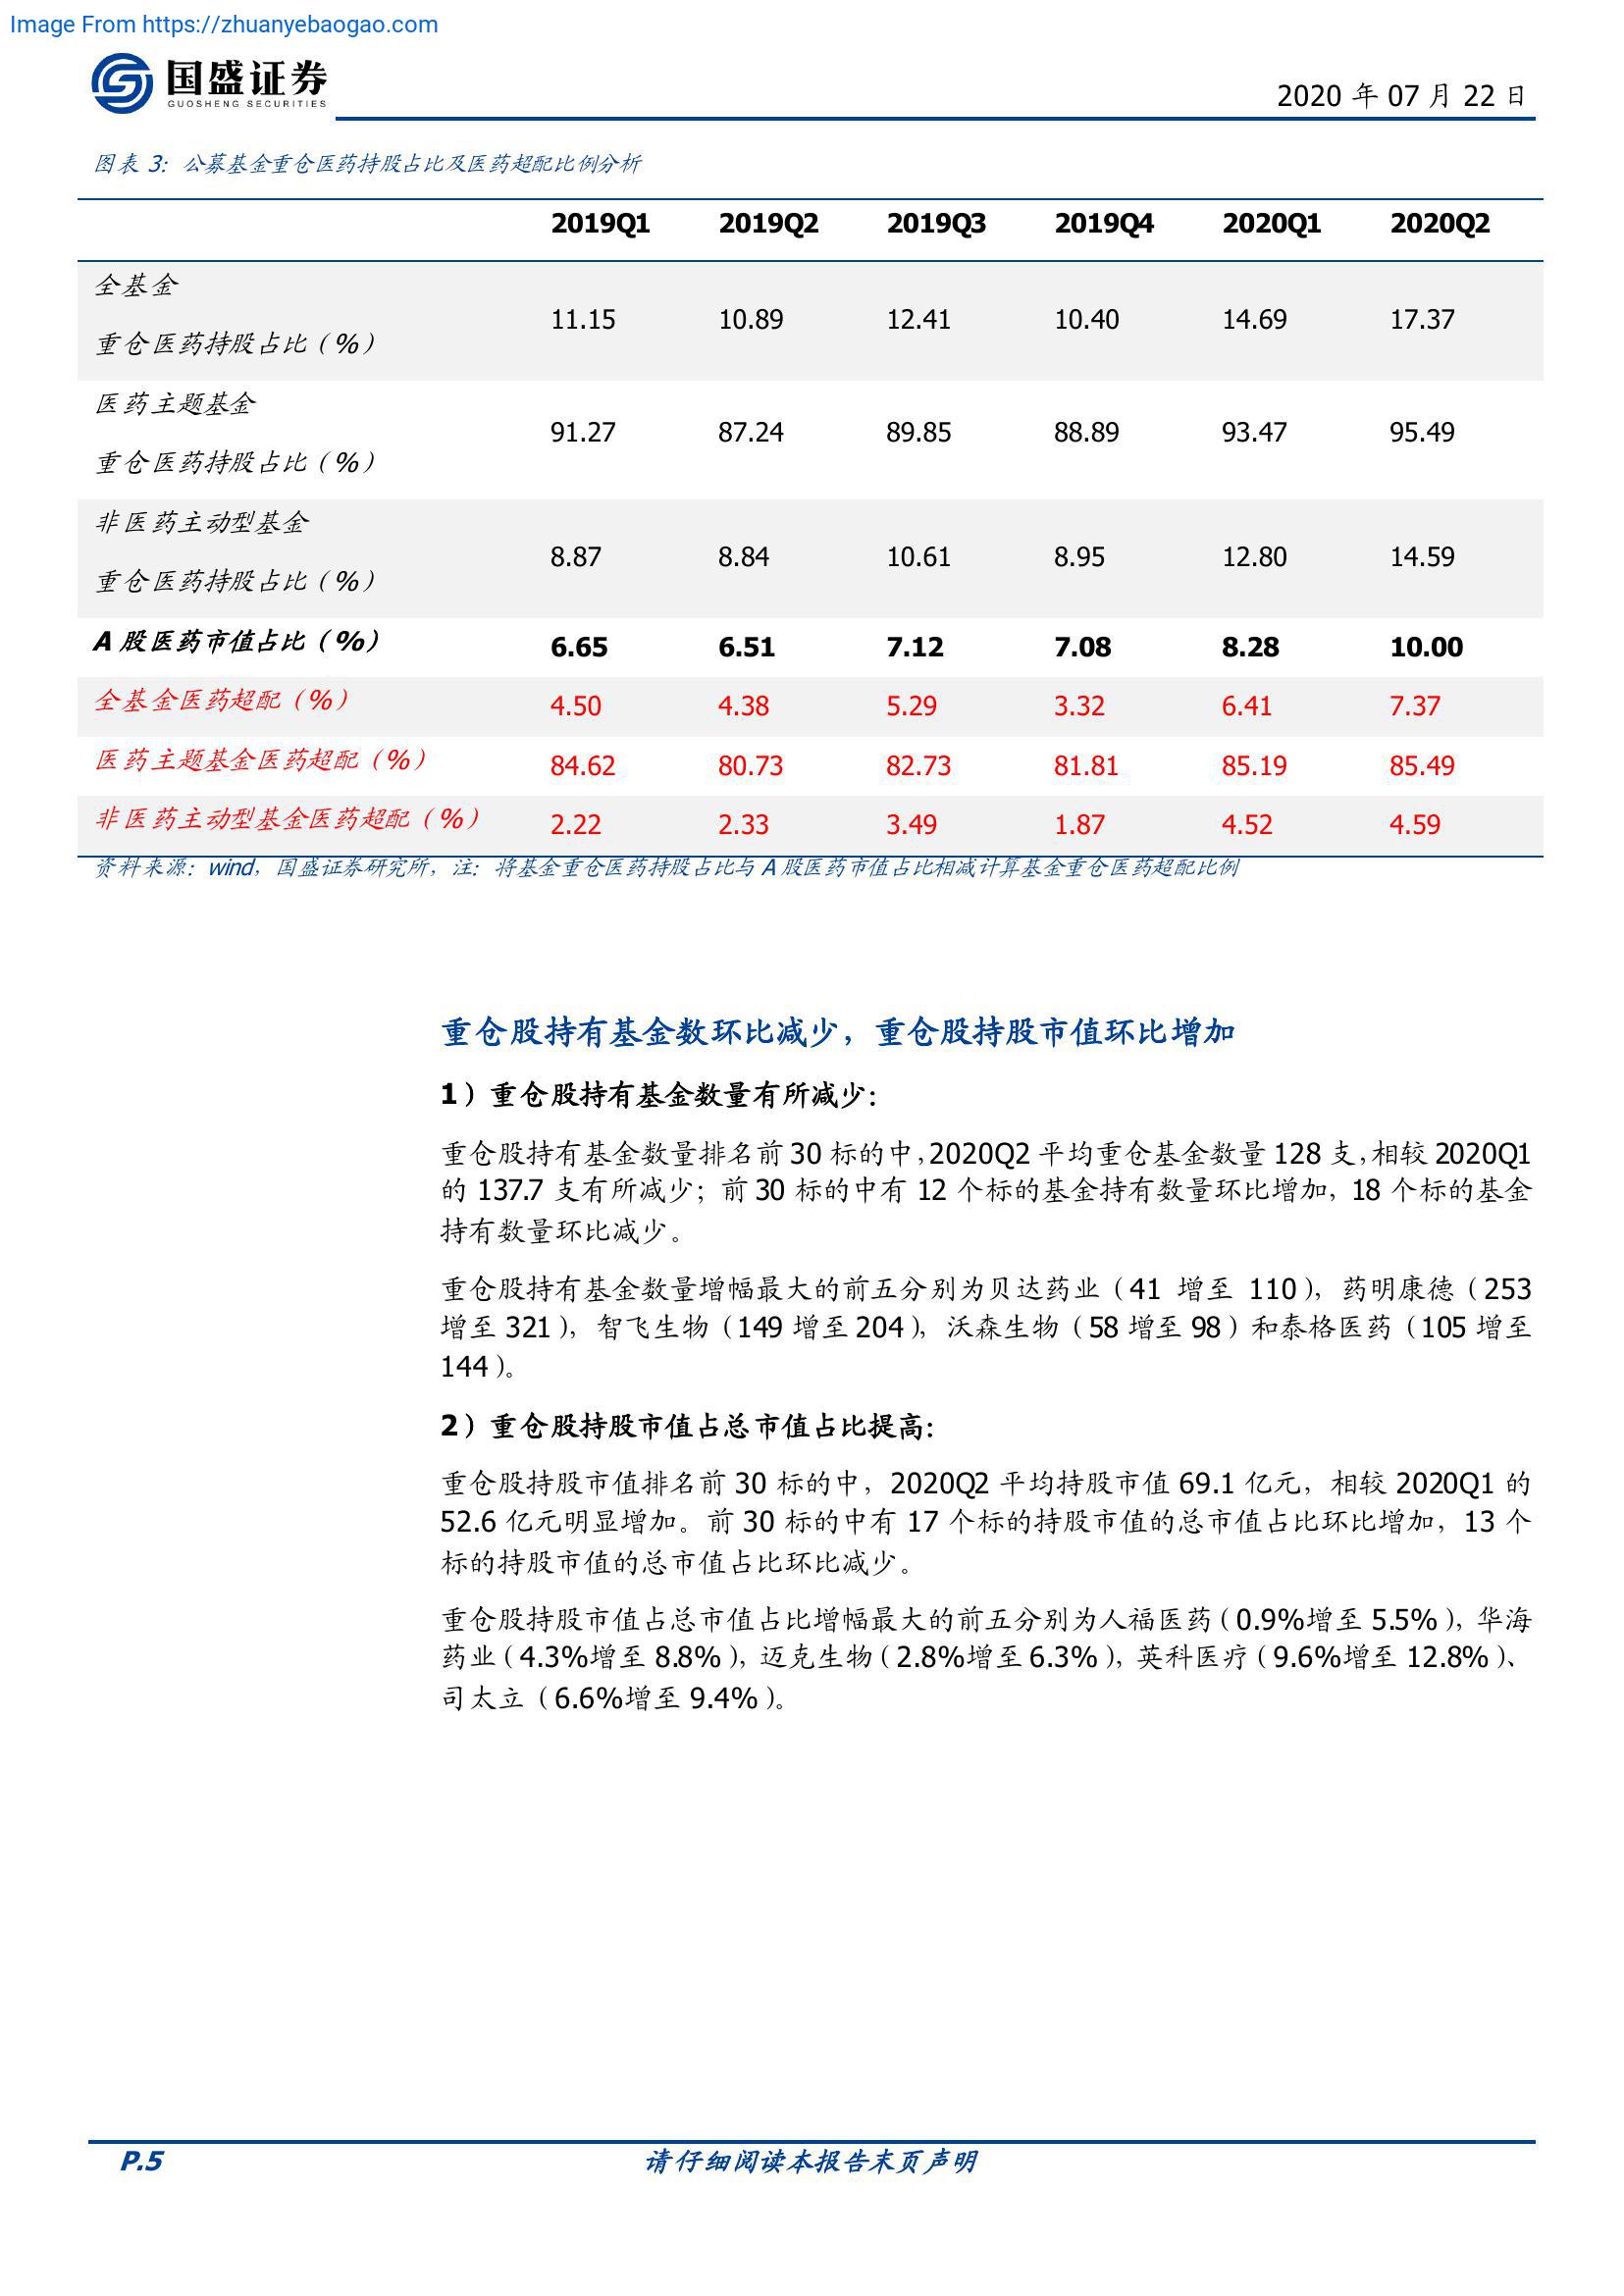 Image From https://zhuanyebaogao.com
国盛证券
GUOSHENG SECURITIES
2020 年 07 月 22 日
图表 3: 公募基金重仓医药持股占比及医药超配比例分析
2019Q1 2019Q2 2019Q3 2019Q4 2020Q1 2020Q2
全基金
重仓医药持股占比（%） 11.15 10.89 12.41 10.40 14.69 17.37
医药主题基金
重仓医药持股占比（%） 91.27 87.24 89.85 88.89 93.47 95.49
非医药主动型基金
重仓医药持股占比（%） 8.87 8.84 10.61 8.95 12.80 14.59
A 股医药市值占比（%） 6.65 6.51 7.12 7.08 8.28 10.00
全基金医药超配（%） 4.50 4.38 5.29 3.32 6.41 7.37
医药主题基金医药超配（%） 84.62 80.73 82.73 81.81 85.19 85.49
非医药主动型基金医药超配（%） 2.22 2.33 3.49 1.87 4.52 4.59
资料来源：wind，国盛证券研究所，注：将基金重仓医药持股占比与 A 股医药市值占比相减计算基金重仓医药超配比例
重仓股持有基金数环比减少，重仓股持股市值环比增加
1）重仓股持有基金数量有所减少：
重仓股持有基金数量排名前 30 标的中，2020Q2 平均重仓基金数量 128 支，相较 2020Q1
的 137.7 支有所减少；前 30 标的中有 12 个标的基金持有数量环比增加，18 个标的基金
持有数量环比减少。
重仓股持有基金数量增幅最大的前五分别为贝达药业（41 增至 110），药明康德（253
增至 321），智飞生物（149 增至 204），沃森生物（58 增至 98）和泰格医药（105 增至
144）。
2）重仓股持股市值占总市值占比提高：
重仓股持股市值排名前 30 标的中，2020Q2 平均持股市值 69.1 亿元，相较 2020Q1 的
52.6 亿元明显增加。前 30 标的中有 17 个标的持股市值的总市值占比环比增加，13 个
标的持股市值的总市值占比环比减少。
重仓股持股市值占总市值占比增幅最大的前五分别为人福医药（0.9%增至 5.5%），华海
药业（4.3%增至 8.8%），迈克生物（2.8%增至 6.3%），英科医疗（9.6%增至 12.8%）、
司太立（6.6%增至 9.4%）。
P.5 请仔细阅读本报告末页声明